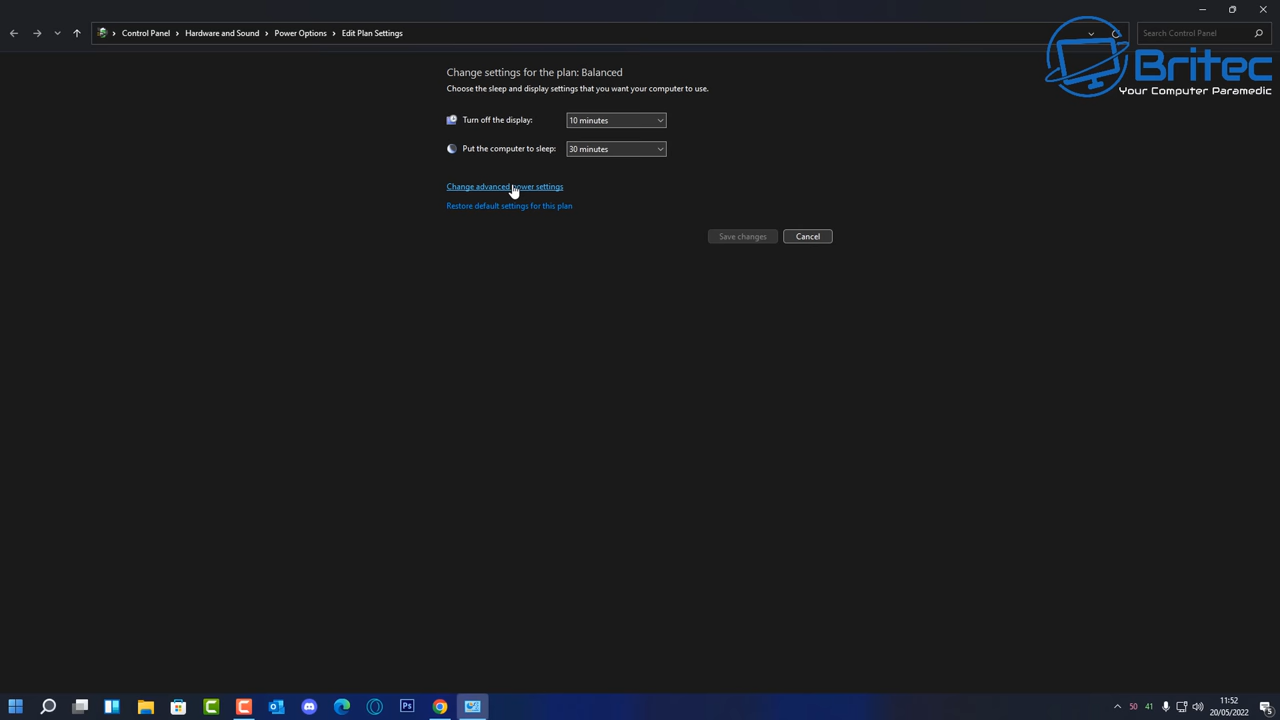 Control Panel > Hardware and Sound > Power Options > Edit Plan Settings
Search Control Panel
Britec
Your Computer Paramedic
Change settings for the plan: Balanced
Choose the sleep and display settings that you want your computer to use.
Turn off the display: 10 minutes
Put the computer to sleep: 30 minutes
Change advanced power settings
Restore default settings for this plan
Save changes Cancel
50 41 11:52
20/05/2022